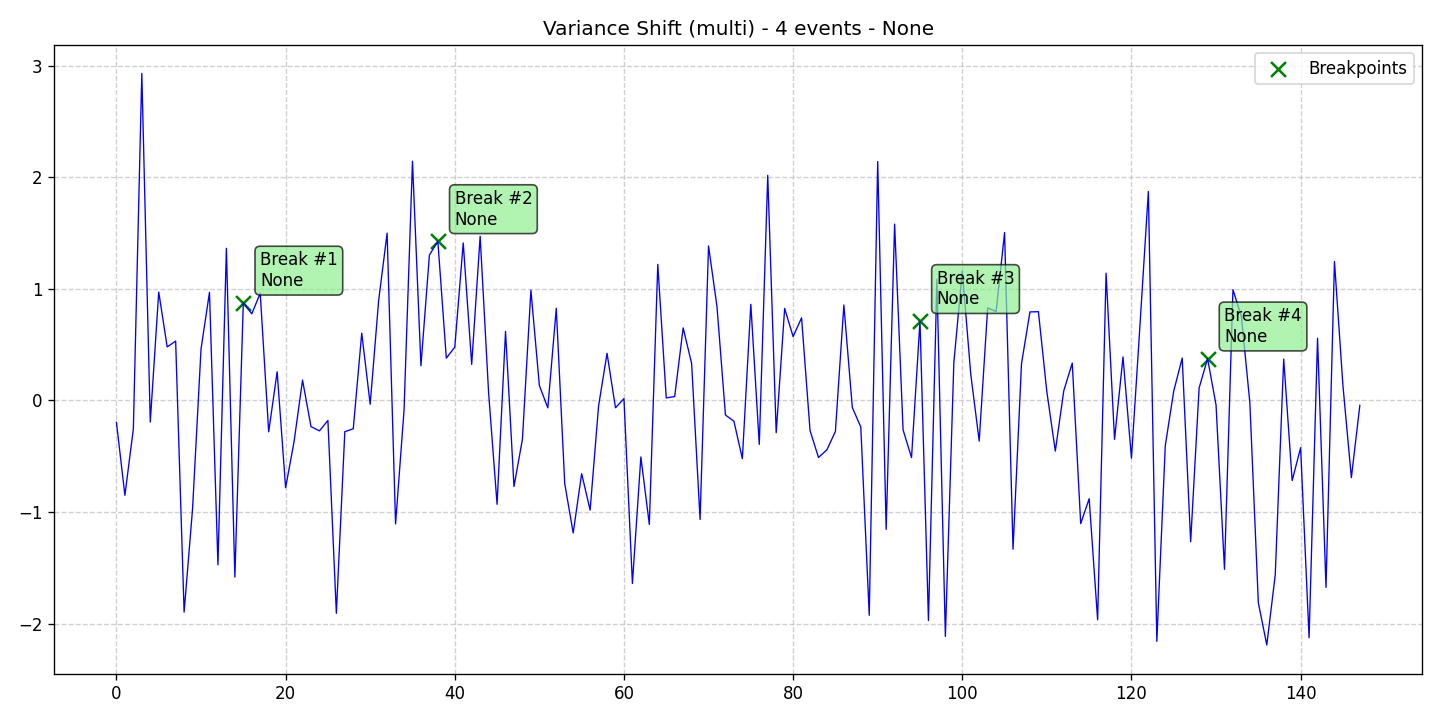 Variance Shift (multi) - 4 events - None
Breakpoints
3
2
1
0
−1
−2
Break #1
None
Break #2
None
Break #3
None
Break #4
None
0
20
40
60
80
100
120
140